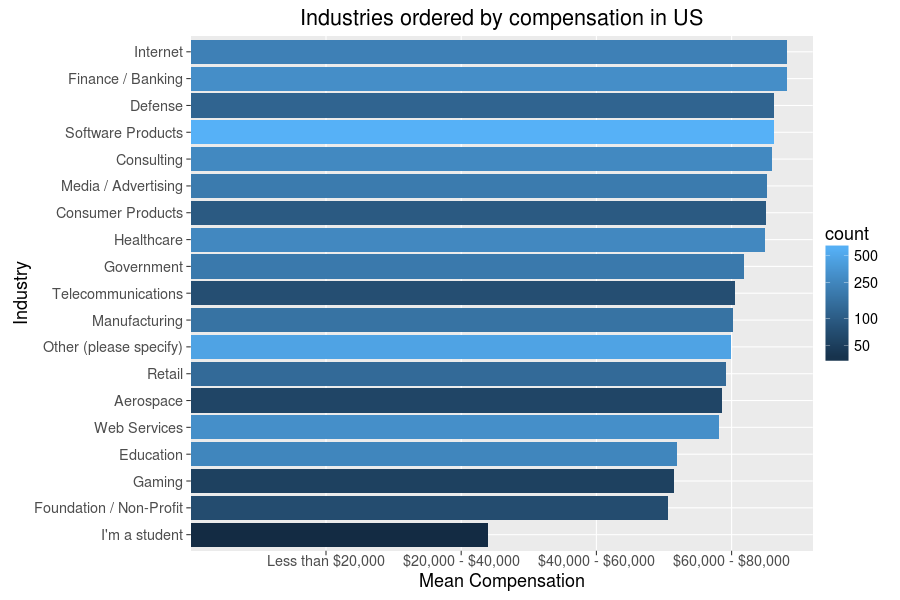 Industries ordered by compensation in US
Internet
Finance / Banking
Defense
Software Products
Consulting
Media / Advertising
Consumer Products
Healthcare
Government
Telecommunications
Manufacturing
Other (please specify)
Retail
Aerospace
Web Services
Education
Gaming
Foundation / Non-Profit
I'm a student
Industry
Less than $20,000 $20,000 - $40,000 $40,000 - $60,000 $60,000 - $80,000
Mean Compensation
count
500
250
100
50